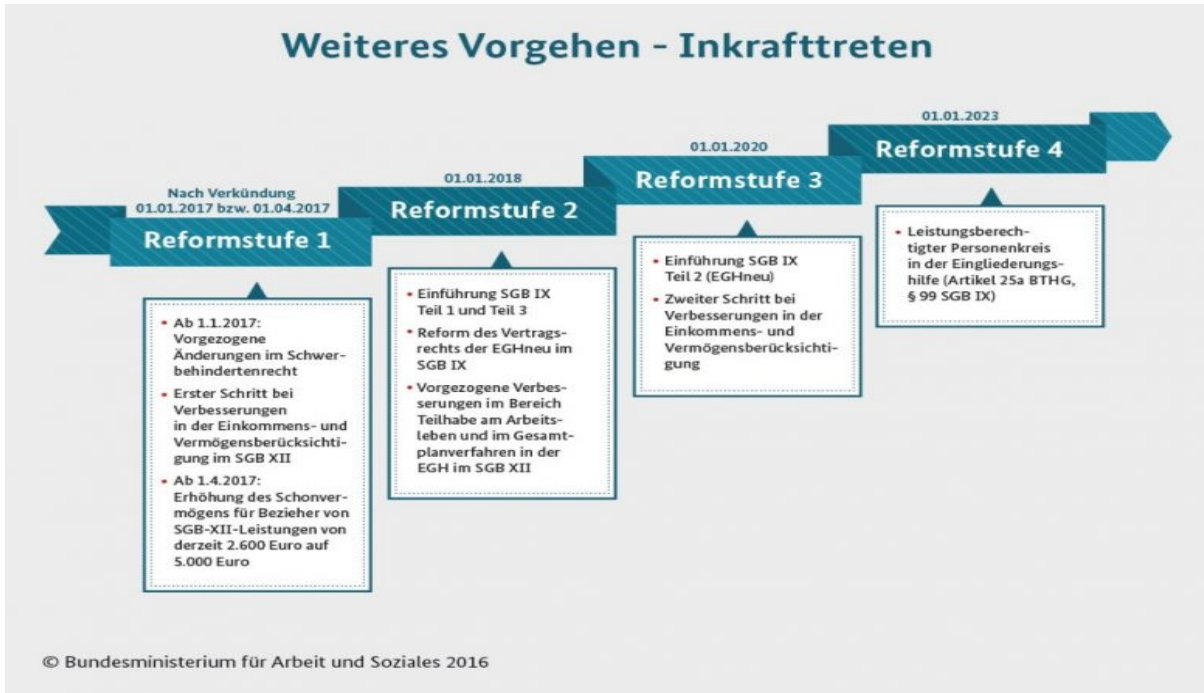 Weiteres Vorgehen - Inkrafttreten
Nach Verkündung
01.01.2017 bzw. 01.04.2017
Reformstufe 1
• Ab 1.1.2017:
Vorgezogene
Änderungen im Schwer-
behindertenrecht
• Erster Schritt bei
Verbesserungen
in der Einkommens- und
Vermögensberücksichti-
gung im SGB XII
• Ab 1.4.2017:
Erhöhung des Schonver-
mögens für Bezieher von
SGB-XII-Leistungen von
derzeit 2.600 Euro auf
5.000 Euro
01.01.2018
Reformstufe 2
• Einführung SGB IX
Teil 1 und Teil 3
• Reform des Vertrags-
rechts der EGHneu im
SGB IX
• Vorgezogene Verbes-
serungen im Bereich
Teilhabe am Arbeits-
leben und im Gesamt-
planverfahren in der
EGH im SGB XII
01.01.2020
Reformstufe 3
• Einführung SGB IX
Teil 2 (EGHneu)
• Zweiter Schritt bei
Verbesserungen in der
Einkommens- und
Vermögensberücksichti-
gung
01.01.2023
Reformstufe 4
• Leistungsberech-
tigter Personenkreis
in der Eingliederungs-
hilfe (Artikel 25a BTHG,
§ 99 SGB IX)
© Bundesministerium für Arbeit und Soziales 2016